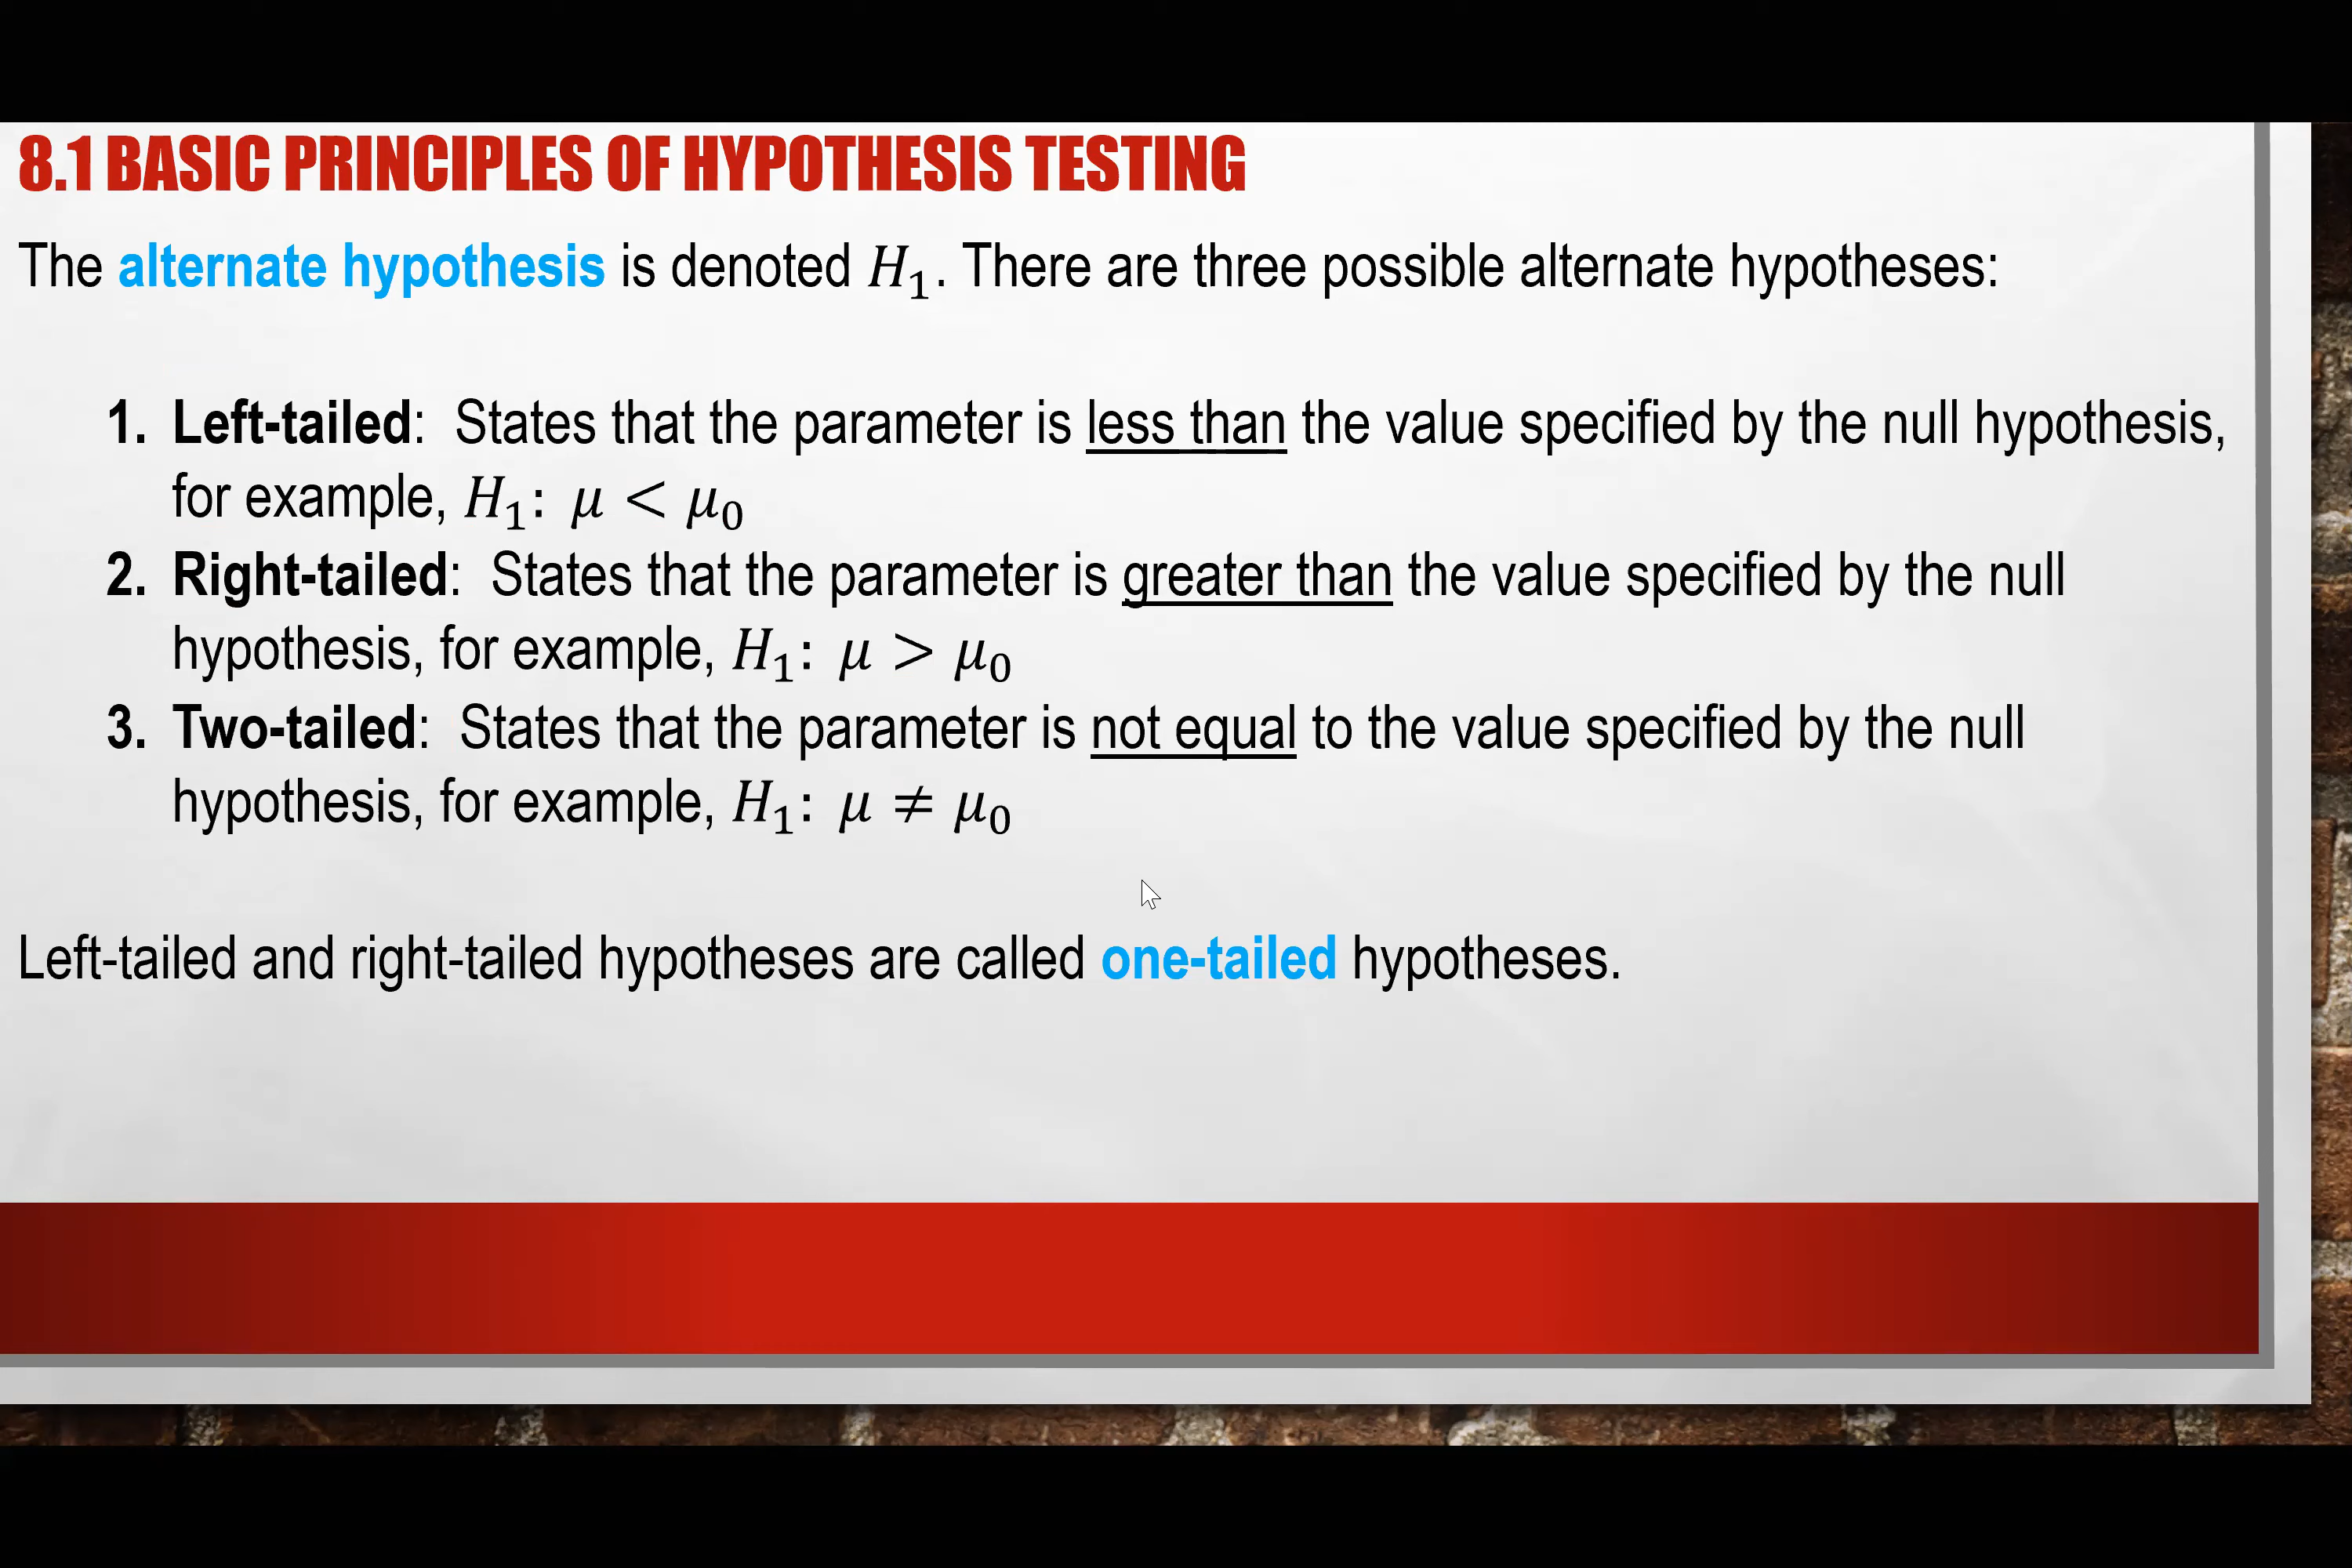 8.1 BASIC PRINCIPLES OF HYPOTHESIS TESTING
The alternate hypothesis is denoted H₁. There are three possible alternate hypotheses:
1. Left-tailed: States that the parameter is less than the value specified by the null hypothesis,
for example, H₁: μ < μ₀
2. Right-tailed: States that the parameter is greater than the value specified by the null
hypothesis, for example, H₁: μ > μ₀
3. Two-tailed: States that the parameter is not equal to the value specified by the null
hypothesis, for example, H₁: μ ≠ μ₀
Left-tailed and right-tailed hypotheses are called one-tailed hypotheses.